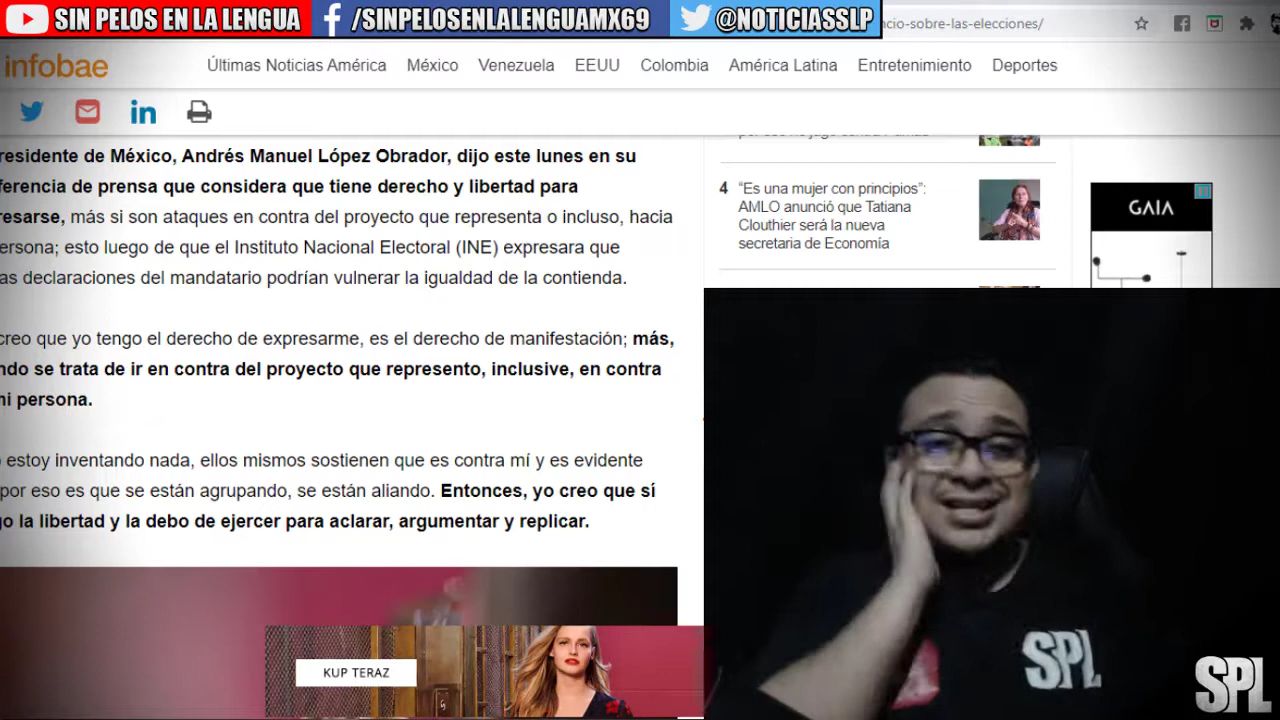 SIN PELOS EN LA LENGUA
/SINPELOSENLALENGUAMX69
@NOTICIASSLP
ncio-sobre-las-elecciones/
infobae
Últimas Noticias América
México
Venezuela
EEUU
Colombia
América Latina
Entretenimiento
Deportes
residente de México, Andrés Manuel López Obrador, dijo este lunes en su
ferencia de prensa que considera que tiene derecho y libertad para
resarse, más si son ataques en contra del proyecto que representa o incluso, hacia
ersona; esto luego de que el Instituto Nacional Electoral (INE) expresara que
as declaraciones del mandatario podrían vulnerar la igualdad de la contienda.
creo que yo tengo el derecho de expresarme, es el derecho de manifestación; más,
ndo se trata de ir en contra del proyecto que represento, inclusive, en contra
mi persona.
estoy inventando nada, ellos mismos sostienen que es contra mí y es evidente
por eso es que se están agrupando, se están aliando. Entonces, yo creo que sí
go la libertad y la debo de ejercer para aclarar, argumentar y replicar.
4
“Es una mujer con principios”:
AMLO anunció que Tatiana
Clouthier será la nueva
secretaria de Economía
GAIA
KUP TERAZ
SPL
SPL